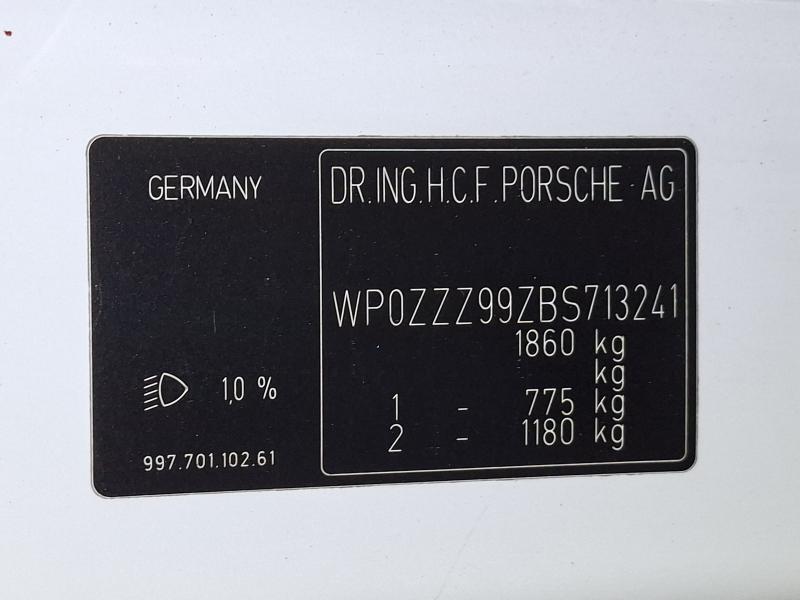 GERMANY
1,0 %
997.701.102.61
DR.ING.H.C.F.PORSCHE AG
WP0ZZZ99ZBS713241
1860 kg
kg
1 - 775 kg
2 - 1180 kg